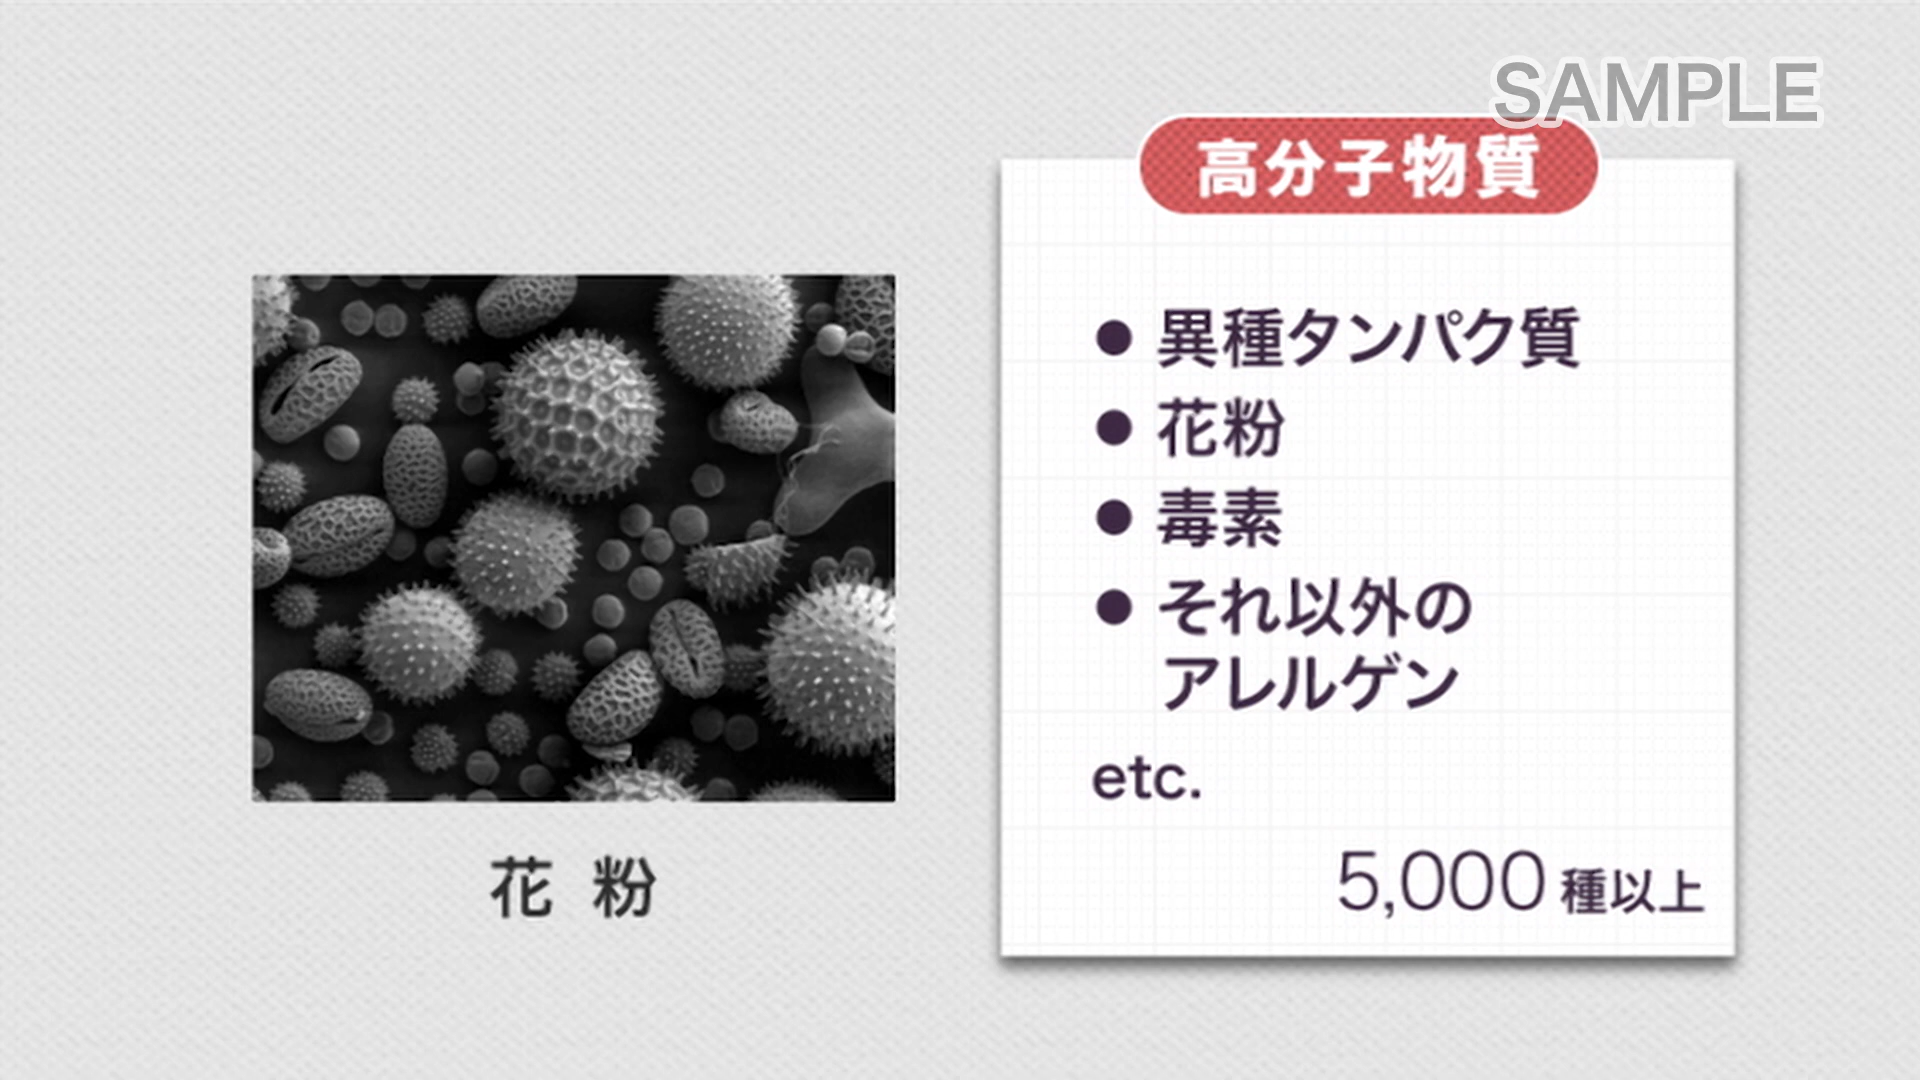 SAMPLE
高分子物質
● 異種タンパク質
● 花粉
● 毒素
● それ以外の
アレルゲン
etc.
5,000 種以上
花 粉